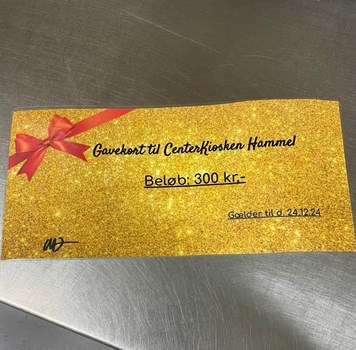 Gavekort til CenterKiosken Hammel
Beløb: 300 kr,-
Gælder til d. 24.12.24